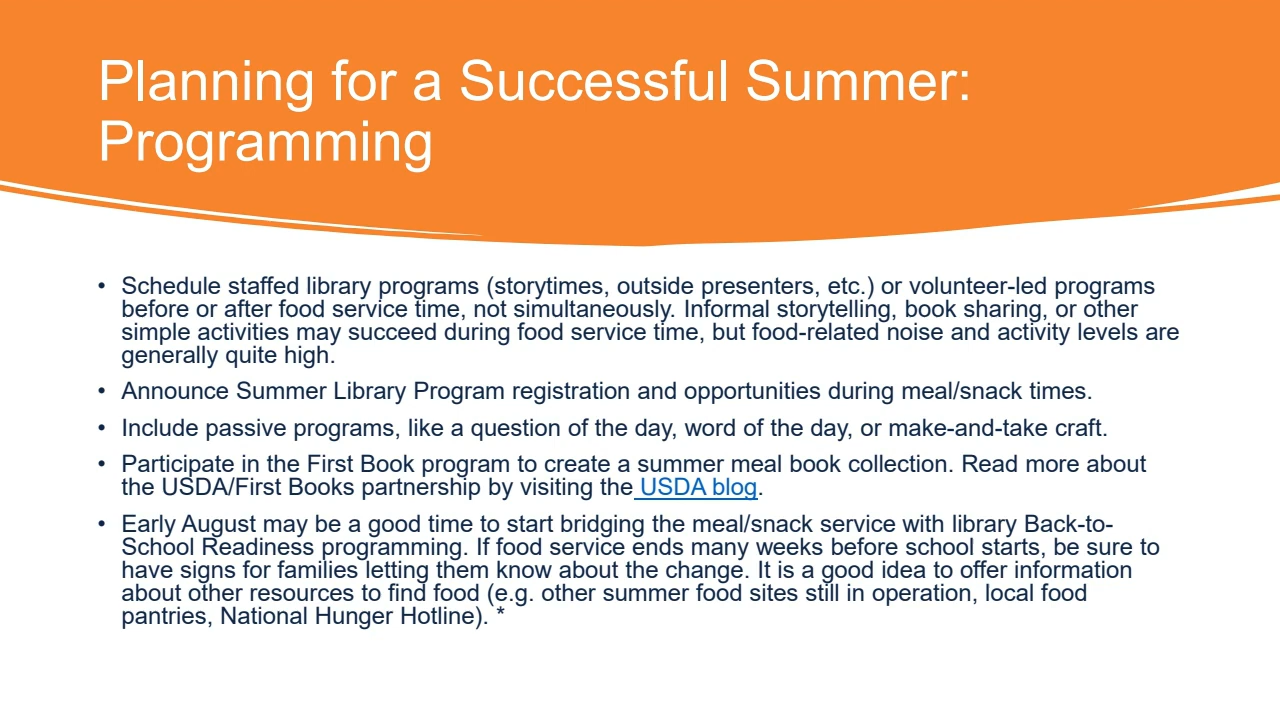 Planning for a Successful Summer:
Programming
• Schedule staffed library programs (storytimes, outside presenters, etc.) or volunteer-led programs
before or after food service time, not simultaneously. Informal storytelling, book sharing, or other
simple activities may succeed during food service time, but food-related noise and activity levels are
generally quite high.
• Announce Summer Library Program registration and opportunities during meal/snack times.
• Include passive programs, like a question of the day, word of the day, or make-and-take craft.
• Participate in the First Book program to create a summer meal book collection. Read more about
the USDA/First Books partnership by visiting the USDA blog.
• Early August may be a good time to start bridging the meal/snack service with library Back-to-
School Readiness programming. If food service ends many weeks before school starts, be sure to
have signs for families letting them know about the change. It is a good idea to offer information
about other resources to find food (e.g. other summer food sites still in operation, local food
pantries, National Hunger Hotline). *